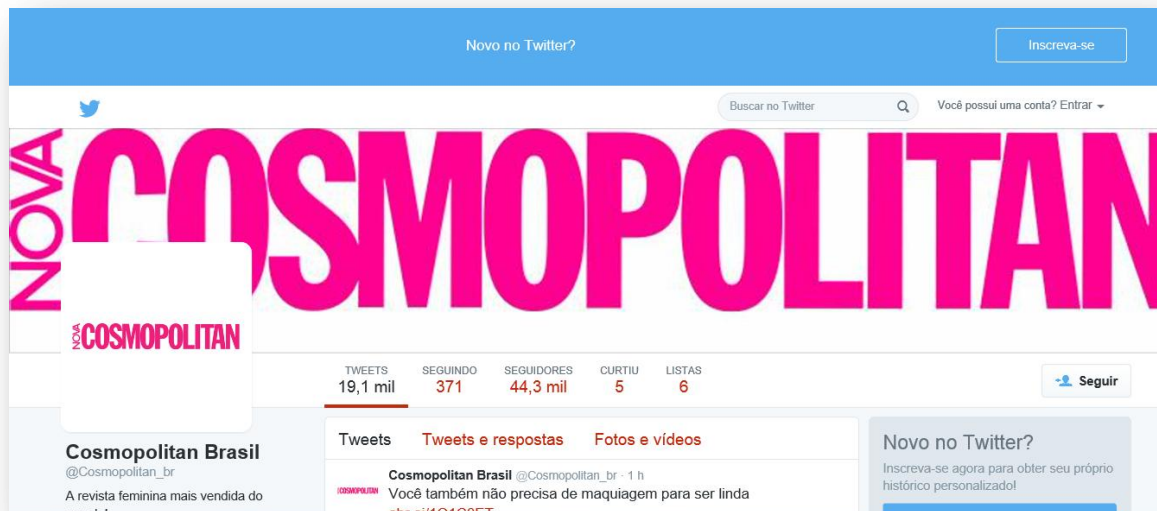 Novo no Twitter?
Inscreva-se
Buscar no Twitter
Você possui uma conta? Entrar
NOVA COSMOPOLITAN
NOVA COSMOPOLITAN
TWEETS SEGUINDO SEGUIDORES CURTIU LISTAS
19,1 mil 371 44,3 mil 5 6
Seguir
Cosmopolitan Brasil
@Cosmopolitan_br
A revista feminina mais vendida do
Tweets Tweets e respostas Fotos e vídeos
COSMOPOLITAN
Cosmopolitan Brasil @Cosmopolitan_br · 1 h
Você também não precisa de maquiagem para ser linda
Novo no Twitter?
Inscreva-se agora para obter seu próprio
histórico personalizado!